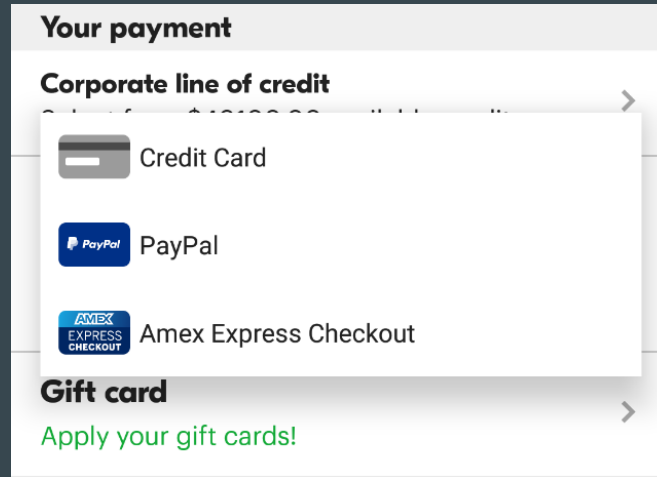 Your payment
Corporate line of credit
Credit Card
PayPal PayPal
AMEX
EXPRESS
CHECKOUT
Amex Express Checkout
Gift card
Apply your gift cards!